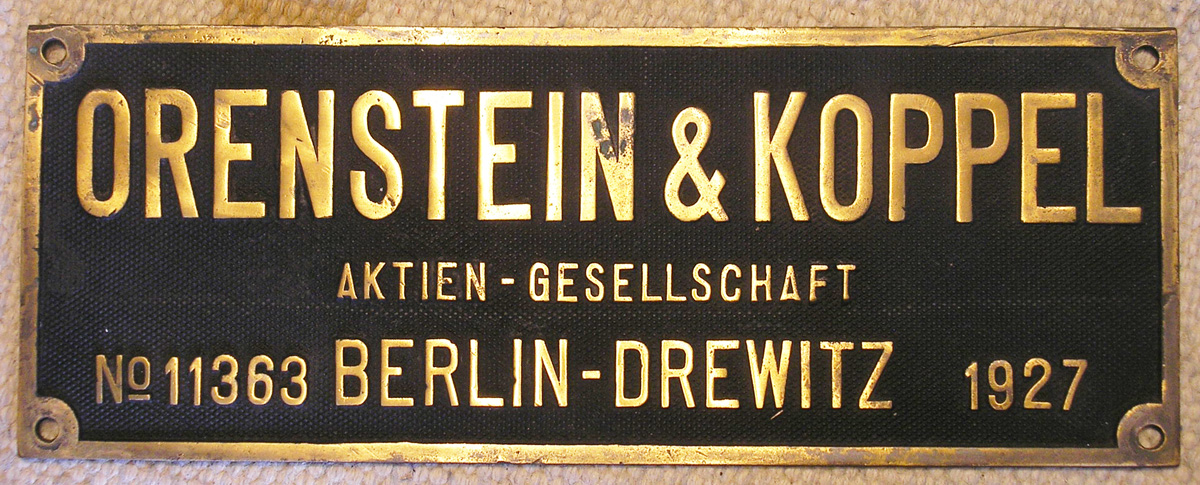 ORENSTEIN & KOPPEL
AKTIEN-GESELLSCHAFT
Nº 11363 BERLIN-DREWITZ 1927